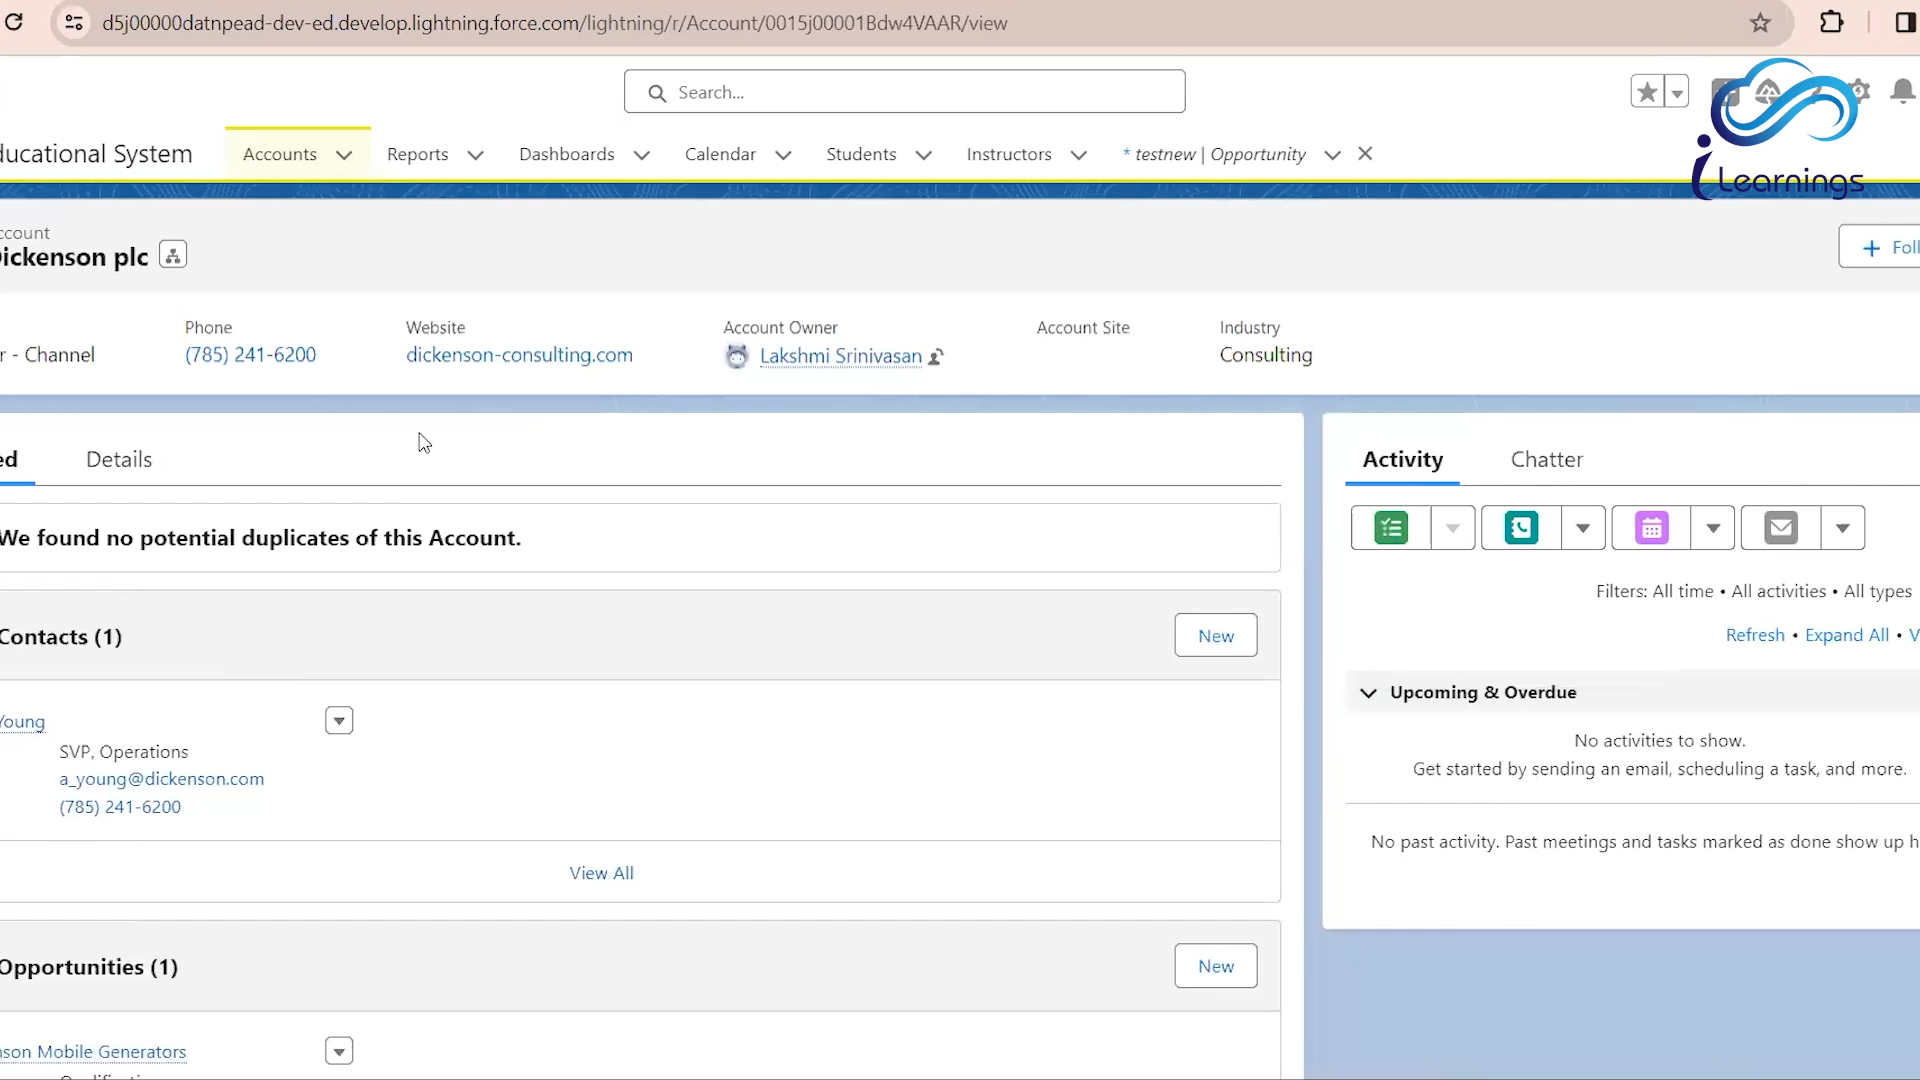 d5j00000datnpead-dev-ed.develop.lightning.force.com/lightning/r/Account/0015j00001Bdw4VAAR/view
Search...
iLearnings
ducational System
Accounts
Reports
Dashboards
Calendar
Students
Instructors
* testnew | Opportunity
ccount
ickenson plc
+ Foll
Phone
Website
Account Owner
Account Site
Industry
r - Channel
(785) 241-6200
dickenson-consulting.com
Lakshmi Srinivasan
Consulting
ed
Details
Activity
Chatter
We found no potential duplicates of this Account.
Filters: All time • All activities • All types
Contacts (1)
New
Refresh • Expand All • V
Upcoming & Overdue
Young
SVP, Operations
a_young@dickenson.com
(785) 241-6200
No activities to show.
Get started by sending an email, scheduling a task, and more.
No past activity. Past meetings and tasks marked as done show up h
View All
Opportunities (1)
New
nson Mobile Generators